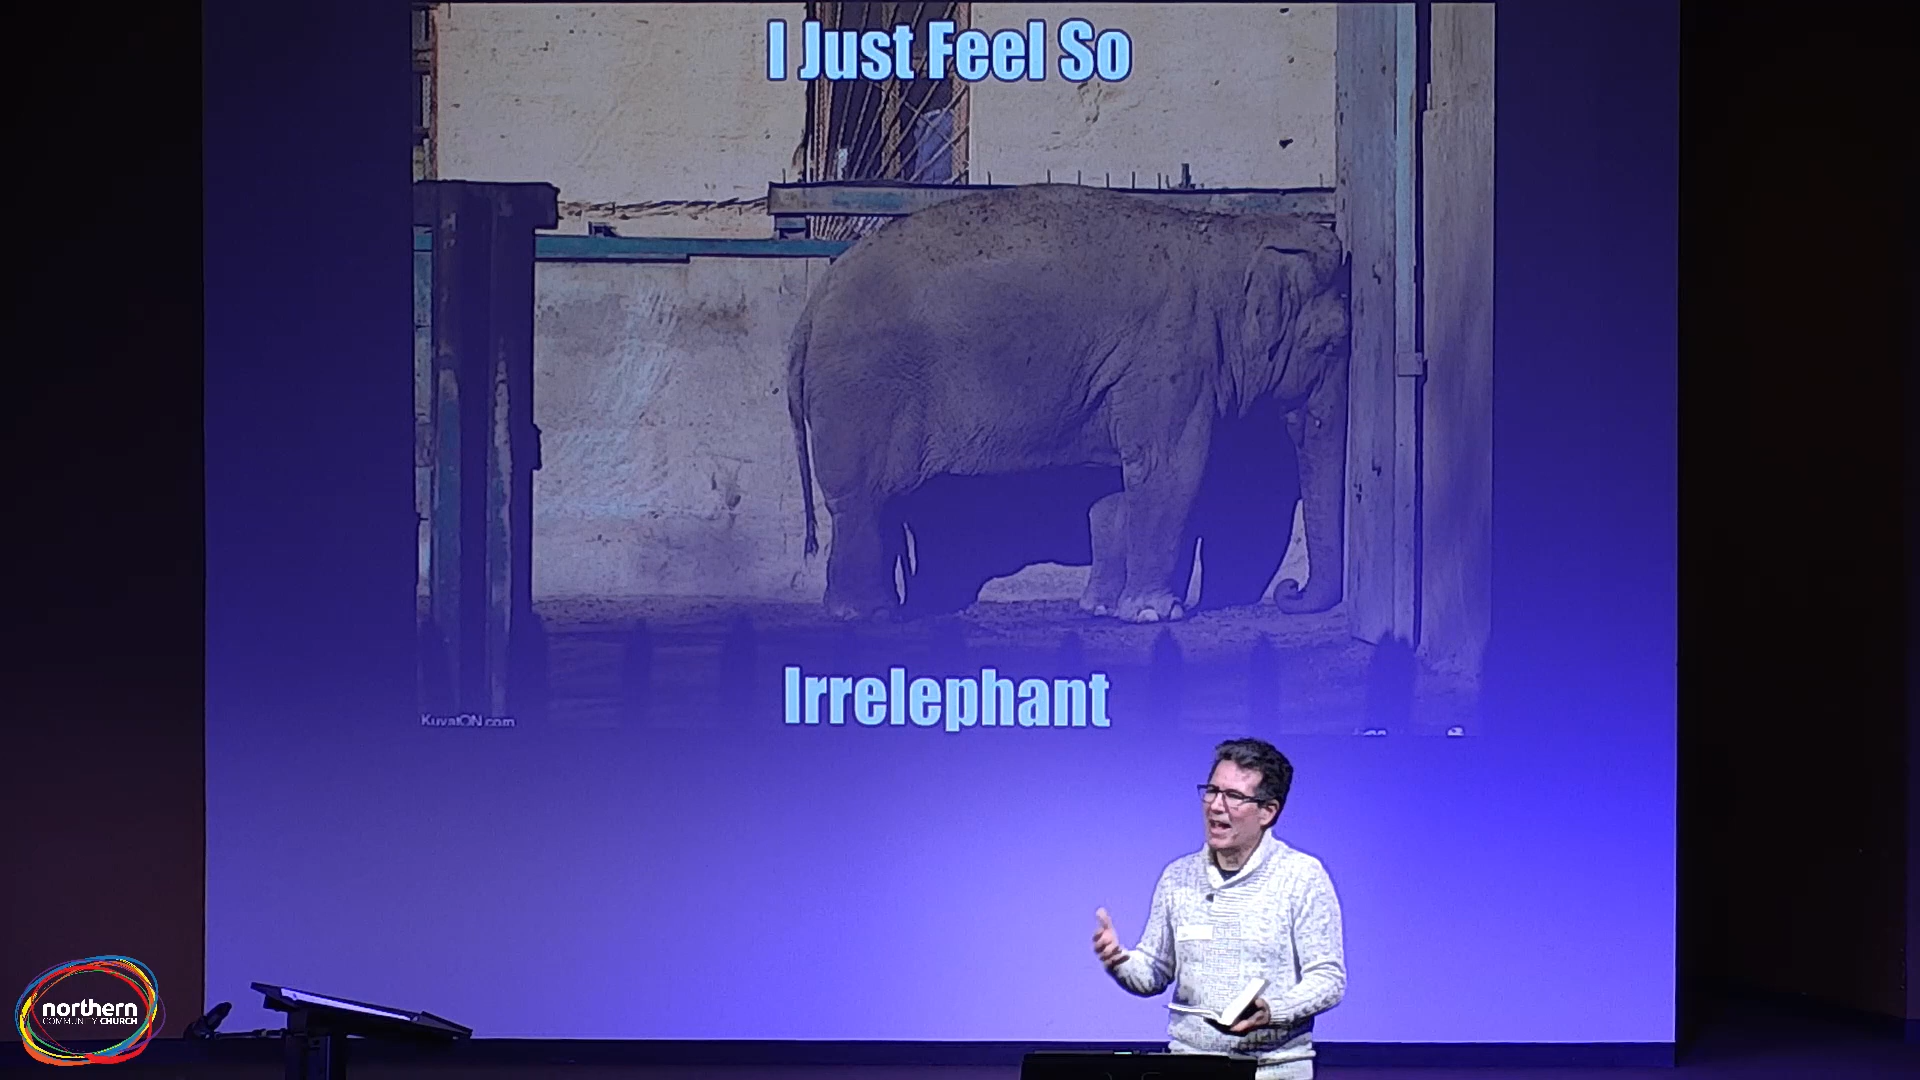 I Just Feel So
Irrelephant
KuvatON.com
northern
COMMUNITY CHURCH